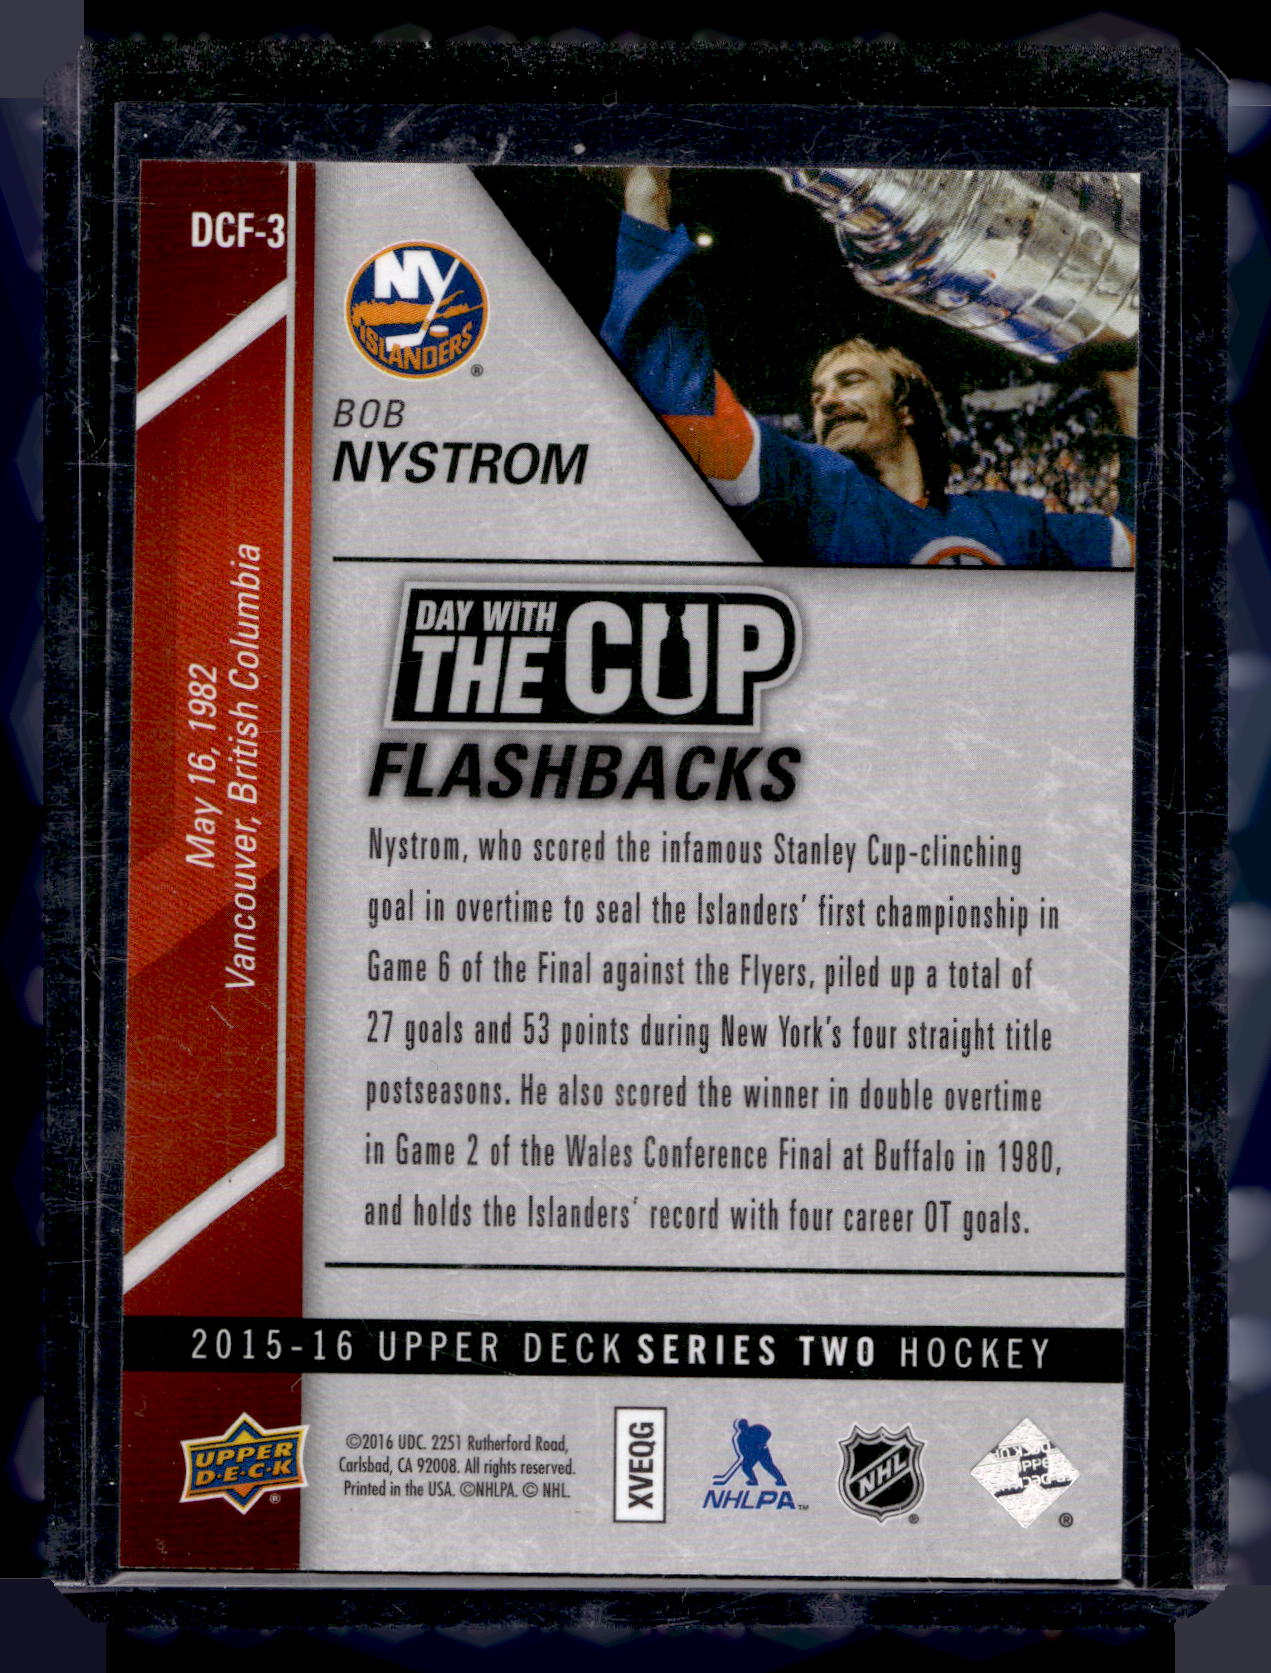 DCF-3
NY
ISLANDERS
®
BOB
NYSTROM
May 16, 1982
Vancouver, British Columbia
DAY WITH
THE CUP
FLASHBACKS
Nystrom, who scored the infamous Stanley Cup-clinching
goal in overtime to seal the Islanders' first championship in
Game 6 of the Final against the Flyers, piled up a total of
27 goals and 53 points during New York's four straight title
postseasons. He also scored the winner in double overtime
in Game 2 of the Wales Conference Final at Buffalo in 1980,
and holds the Islanders' record with four career OT goals.
2015-16 UPPER DECK SERIES TWO HOCKEY
UPPER
D·E·C·K
®
©2016 UDC. 2251 Rutherford Road,
Carlsbad, CA 92008. All rights reserved.
Printed in the USA. ©NHLPA. © NHL.
XVEQG
NHLPA™
NHL
®
®